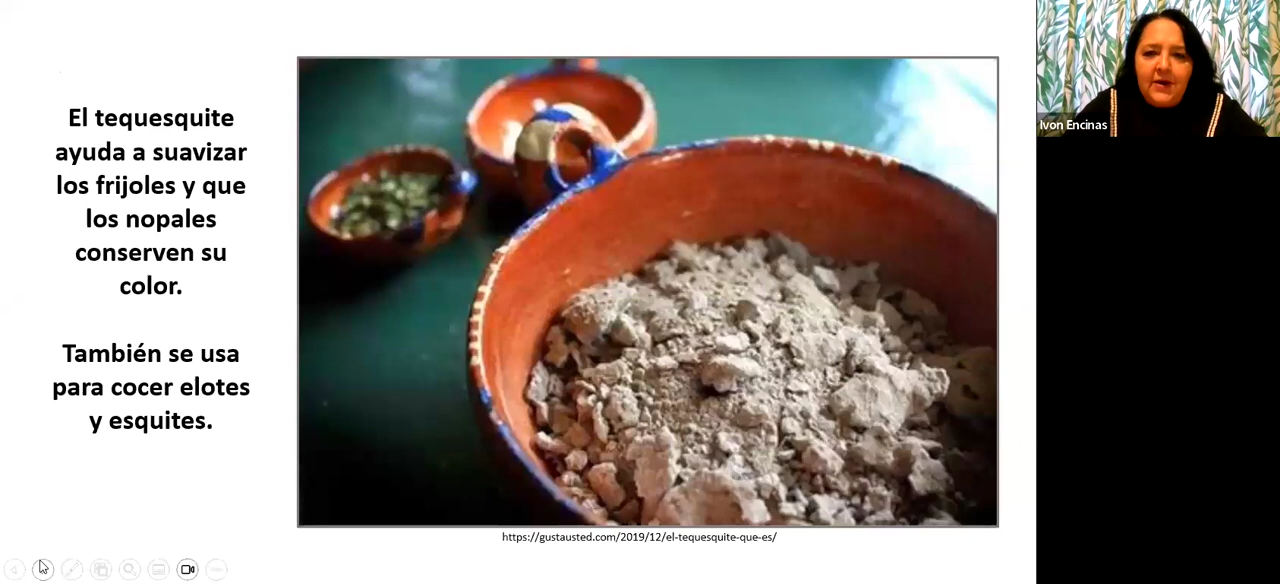 El tequesquite
ayuda a suavizar
los frijoles y que
los nopales
conserven su
color.
También se usa
para cocer elotes
y esquites.
https://gustausted.com/2019/12/el-tequesquite-que-es/
Ivon Encinas